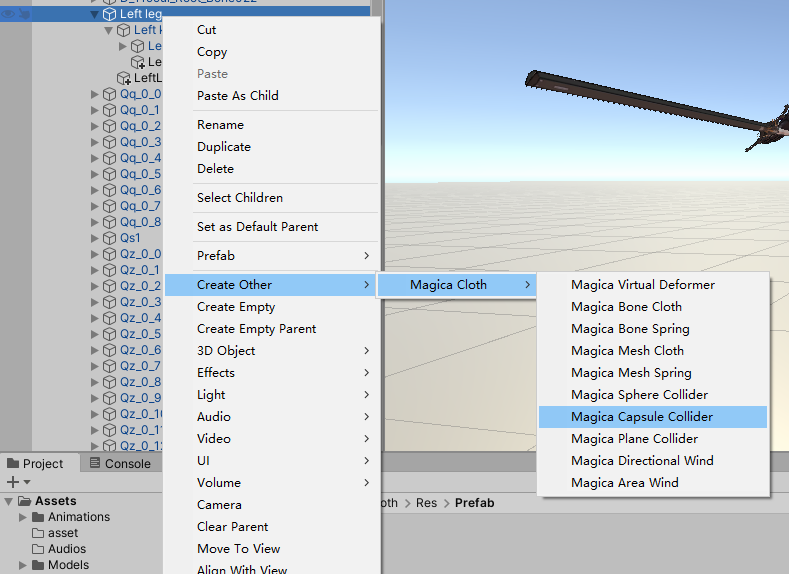 Left leg
Left k
Le
Le
LeftL
Qq_0_0
Qq_0_1
Qq_0_2
Qq_0_3
Qq_0_4
Qq_0_5
Qq_0_6
Qq_0_7
Qq_0_8
Qs1
Qz_0_0
Qz_0_1
Qz_0_2
Qz_0_3
Qz_0_4
Qz_0_5
Qz_0_6
Qz_0_7
Qz_0_8
Qz_0_9
Qz_0_10
Qz_0_11
Qz_0_12
Cut
Copy
Paste
Paste As Child
Rename
Duplicate
Delete
Select Children
Set as Default Parent
Prefab
Create Other
Create Empty
Create Empty Parent
3D Object
Effects
Light
Audio
Video
UI
Volume
Camera
Clear Parent
Move To View
Align With View
Magica Cloth
Magica Virtual Deformer
Magica Bone Cloth
Magica Bone Spring
Magica Mesh Cloth
Magica Mesh Spring
Magica Sphere Collider
Magica Capsule Collider
Magica Plane Collider
Magica Directional Wind
Magica Area Wind
Project
Console
oth > Res > Prefab
Assets
Animations
asset
Audios
Models